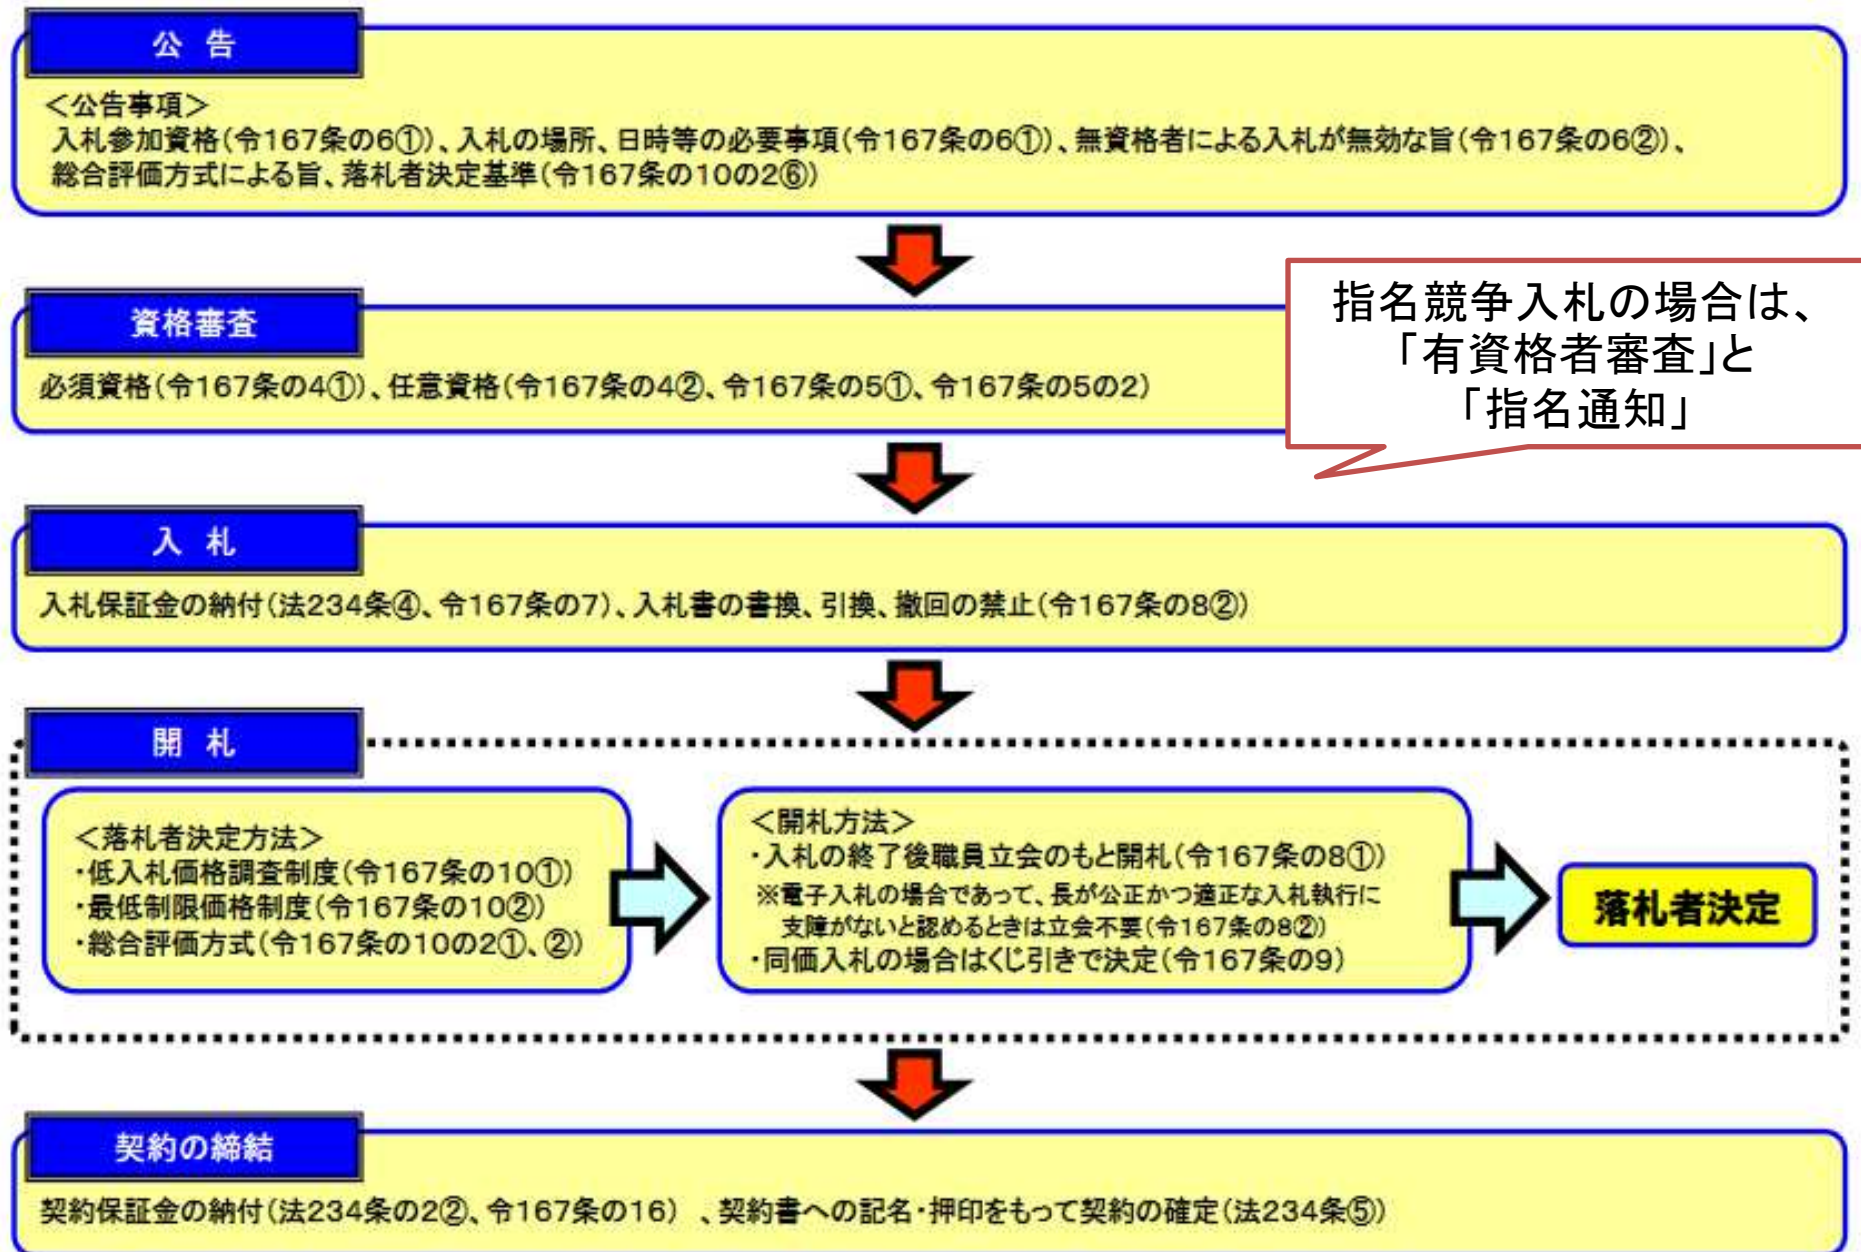 公 告
＜公告事項＞
入札参加資格(令167条の6①)、入札の場所、日時等の必要事項(令167条の6①)、無資格者による入札が無効な旨(令167条の6②)、
総合評価方式による旨、落札者決定基準(令167条の10の2⑥)
資格審査
必須資格(令167条の4①)、任意資格(令167条の4②、令167条の5①、令167条の5の2)
指名競争入札の場合は、
「有資格者審査」と
「指名通知」
入 札
入札保証金の納付(法234条④、令167条の7)、入札書の書換、引換、撤回の禁止(令167条の8②)
開 札
＜落札者決定方法＞
・低入札価格調査制度(令167条の10①)
・最低制限価格制度(令167条の10②)
・総合評価方式(令167条の10の2①、②)
＜開札方法＞
・入札の終了後職員立会のもと開札(令167条の8①)
※電子入札の場合であって、長が公正かつ適正な入札執行に
支障がないと認めるときは立会不要(令167条の8②)
・同価入札の場合はくじ引きで決定(令167条の9)
落札者決定
契約の締結
契約保証金の納付(法234条の2②、令167条の16) 、契約書への記名・押印をもって契約の確定(法234条⑤)